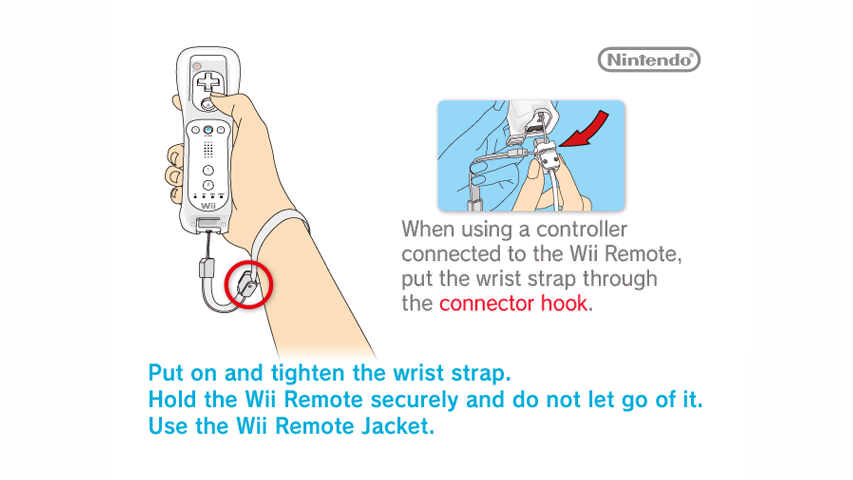 Nintendo®
Wii
When using a controller
connected to the Wii Remote,
put the wrist strap through
the connector hook.
Put on and tighten the wrist strap.
Hold the Wii Remote securely and do not let go of it.
Use the Wii Remote Jacket.